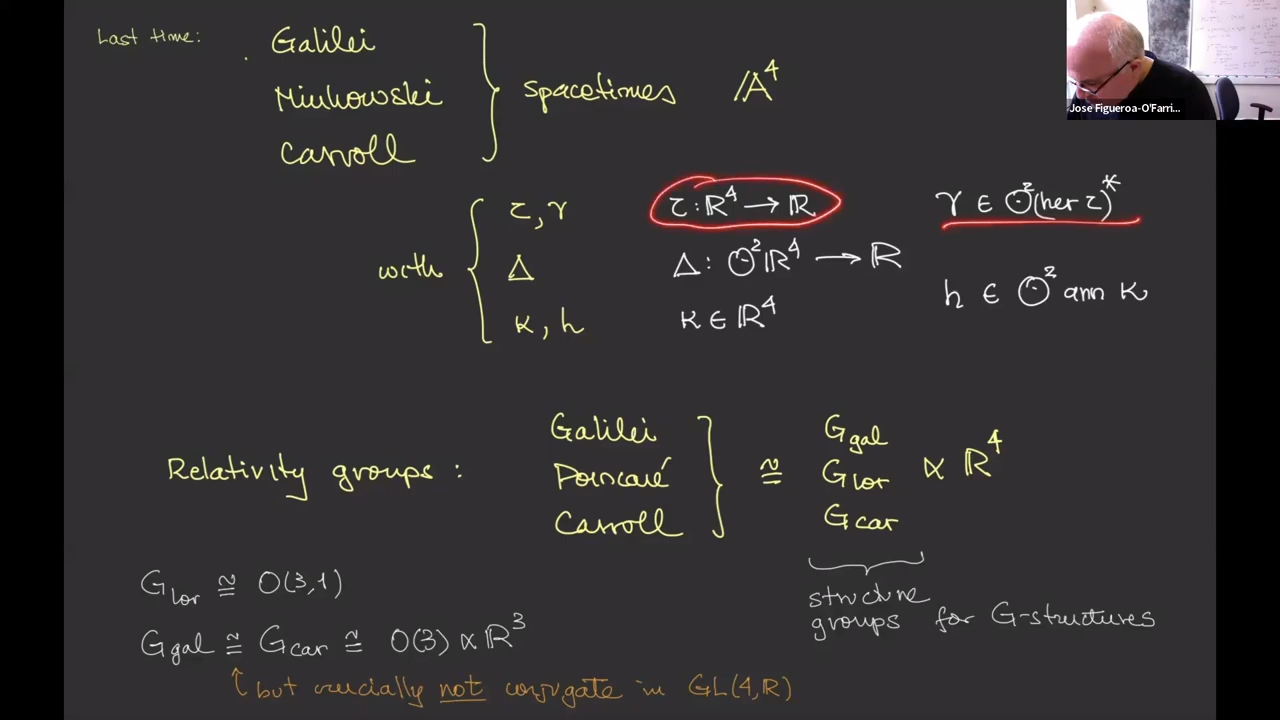 Last time:
Galilei
Minkowski
Carroll
spacetimes 𝔸⁴
with
τ, γ
Δ
κ, h
τ : ℝ⁴ → ℝ
γ ∈ ⊙²(ker τ)*
Δ : ⊙²ℝ⁴ → ℝ
κ ∈ ℝ⁴
h ∈ ⊙² ann κ
Relativity groups :
Galilei
Poincaré
Carroll
≅
G_gal
G_lor ⋉ ℝ⁴
G_car
structure
groups for G-structures
G_lor ≅ O(3,1)
G_gal ≅ G_car ≅ O(3) ⋉ ℝ³
↑ but crucially not conjugate in GL(4,ℝ)
Jose Figueroa-O'Farri...